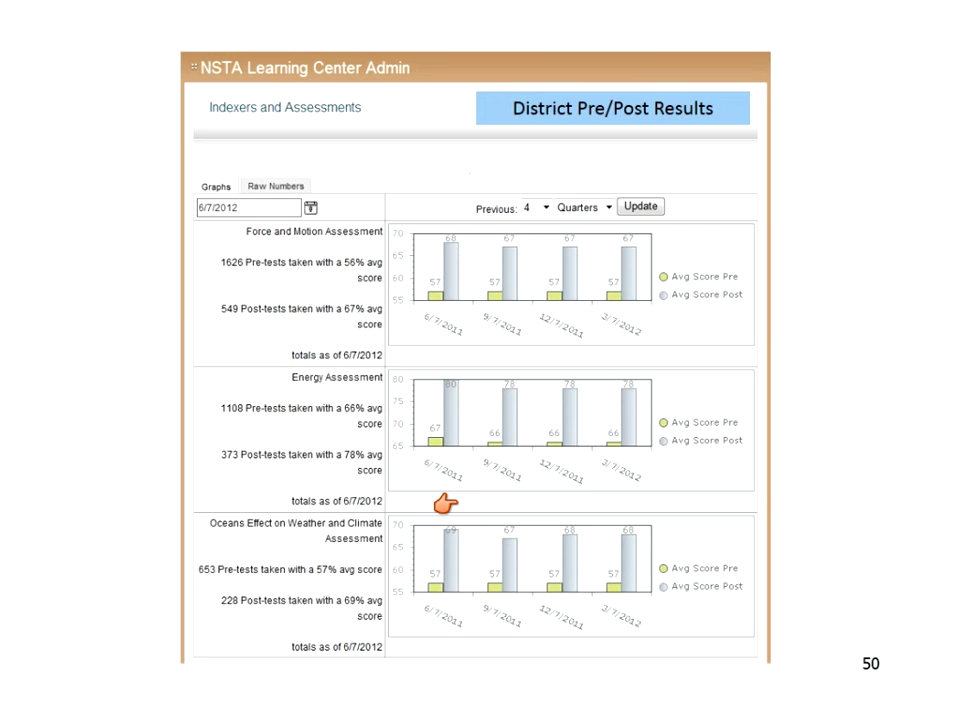 NSTA Learning Center Admin
Indexers and Assessments
District Pre/Post Results
Graphs
Raw Numbers
6/7/2012
Previous: 4 Quarters Update
Force and Motion Assessment
1626 Pre-tests taken with a 56% avg
score
549 Post-tests taken with a 67% avg
score
totals as of 6/7/2012
70
65
60
55
57 68 57 67 57 67 57 67
6/7/2011 9/7/2011 12/7/2011 3/7/2012
Avg Score Pre
Avg Score Post
Energy Assessment
1108 Pre-tests taken with a 66% avg
score
373 Post-tests taken with a 78% avg
score
totals as of 6/7/2012
80
75
70
65
67 80 66 78 66 78 66 78
6/7/2011 9/7/2011 12/7/2011 3/7/2012
Avg Score Pre
Avg Score Post
Oceans Effect on Weather and Climate
Assessment
653 Pre-tests taken with a 57% avg score
228 Post-tests taken with a 69% avg
score
totals as of 6/7/2012
70
65
60
55
57 69 57 67 57 68 57 68
6/7/2011 9/7/2011 12/7/2011 3/7/2012
Avg Score Pre
Avg Score Post
50